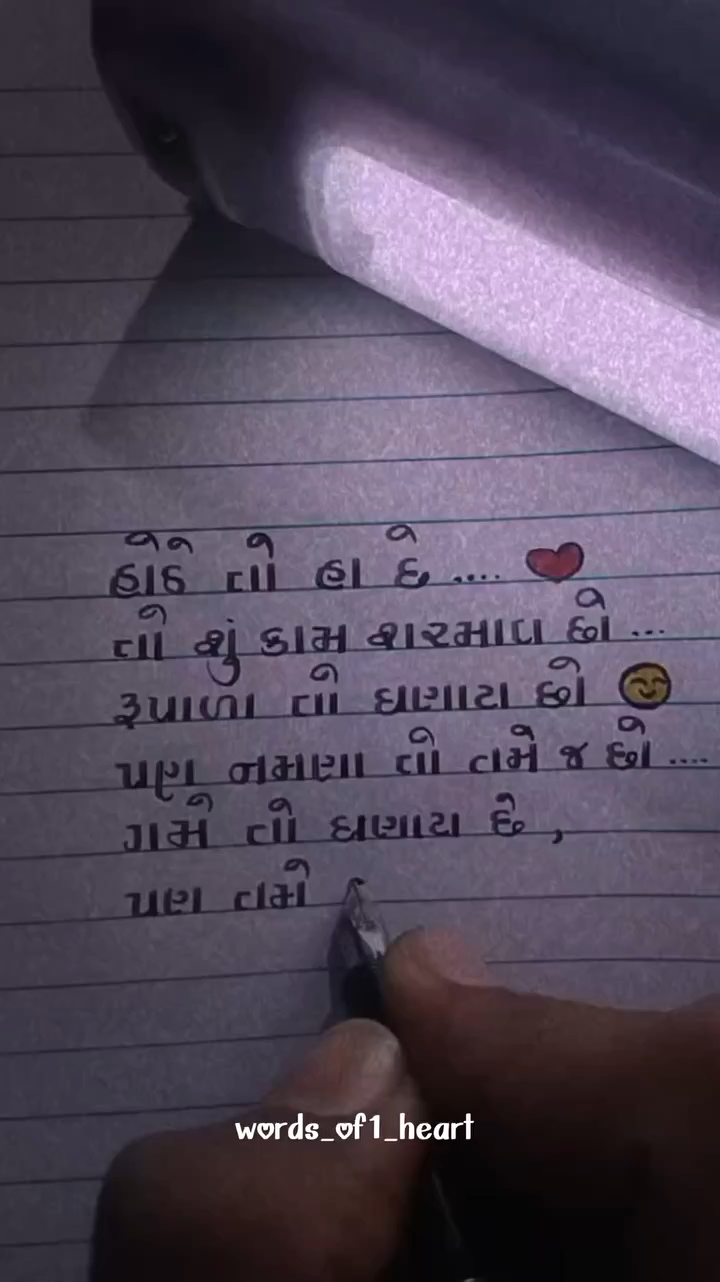 હોઠે તો હા છે .... ❤️
તો શું કામ શરમાવ છો ...
રૂપાળા તો ઘણાય છો 😊
પણ નમણા તો તમે જ છો ....
ગમે તો ઘણાય છે ,
પણ તમે
words_of1_heart